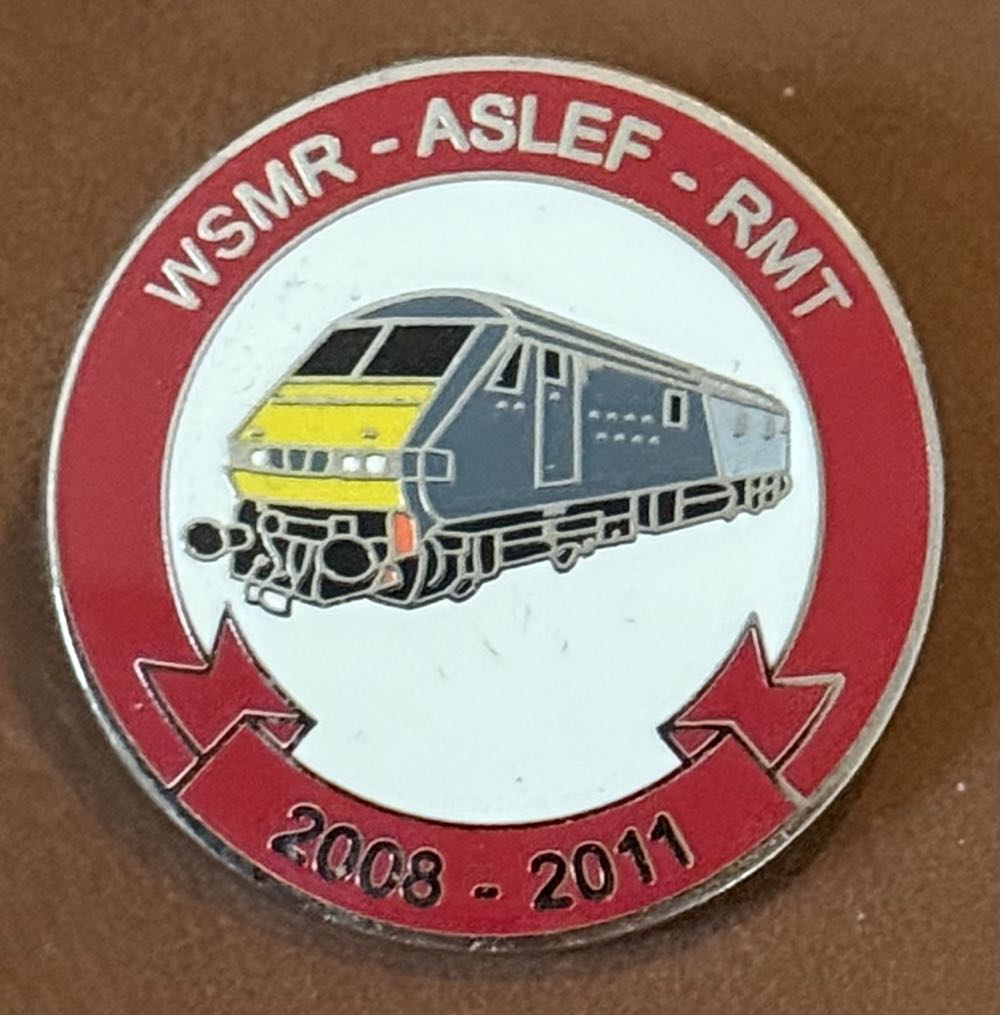 WSMR - ASLEF - RMT
2008 - 2011